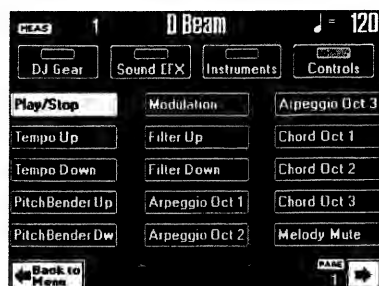 MEAS 1 D Beam ♩= 120
DJ Gear Sound EFX Instruments Controls
Play/Stop Modulation Arpeggio Oct 3
Tempo Up Filter Up Chord Oct 1
Tempo Down Filter Down Chord Oct 2
PitchBender Up Arpeggio Oct 1 Chord Oct 3
PitchBender Dw Arpeggio Oct 2 Melody Mute
Back to PAGE
Menu 1